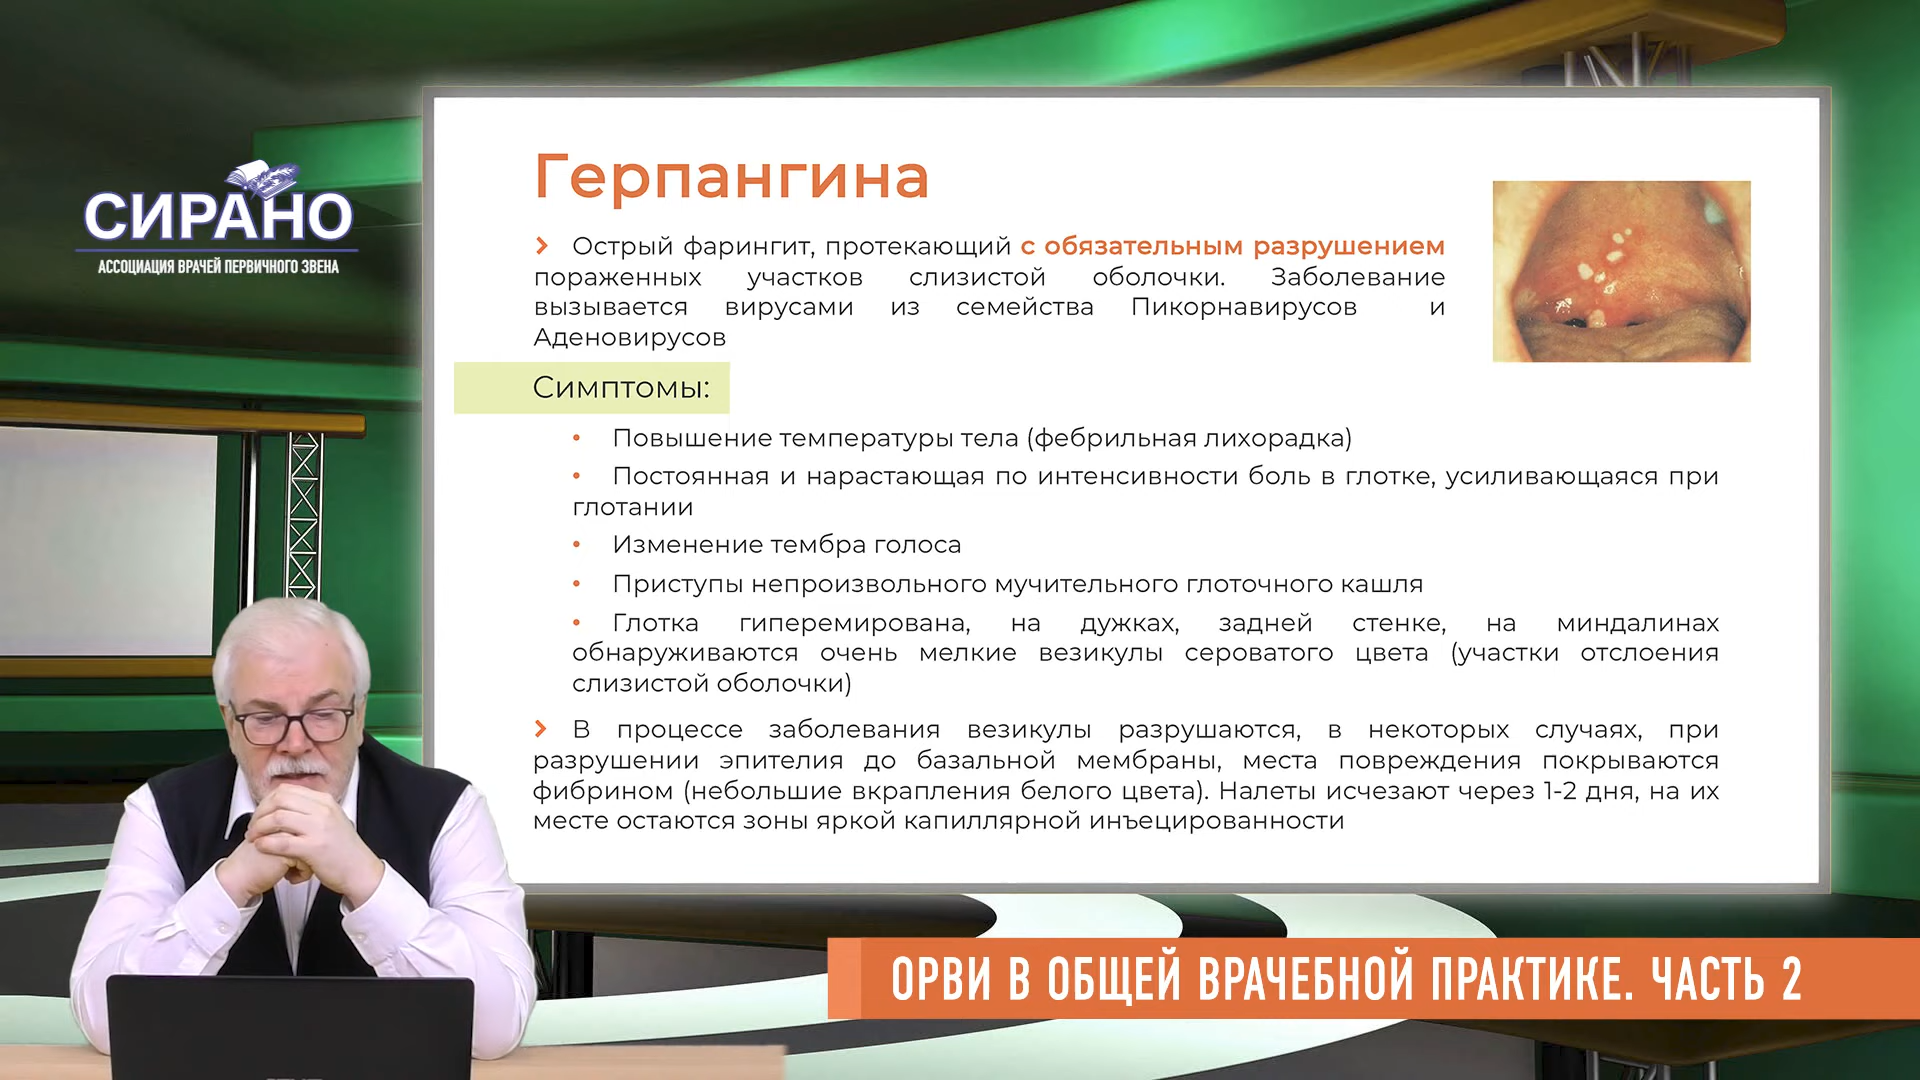 СИРАНО
АССОЦИАЦИЯ ВРАЧЕЙ ПЕРВИЧНОГО ЗВЕНА
Герпангина
Острый фарингит, протекающий с обязательным разрушением
пораженных участков слизистой оболочки. Заболевание
вызывается вирусами из семейства Пикорнавирусов и
Аденовирусов
Симптомы:
• Повышение температуры тела (фебрильная лихорадка)
• Постоянная и нарастающая по интенсивности боль в глотке, усиливающаяся при
глотании
• Изменение тембра голоса
• Приступы непроизвольного мучительного глоточного кашля
• Глотка гиперемирована, на дужках, задней стенке, на миндалинах
обнаруживаются очень мелкие везикулы сероватого цвета (участки отслоения
слизистой оболочки)
В процессе заболевания везикулы разрушаются, в некоторых случаях, при
разрушении эпителия до базальной мембраны, места повреждения покрываются
фибрином (небольшие вкрапления белого цвета). Налеты исчезают через 1-2 дня, на их
месте остаются зоны яркой капиллярной инъецированности
ОРВИ В ОБЩЕЙ ВРАЧЕБНОЙ ПРАКТИКЕ. ЧАСТЬ 2